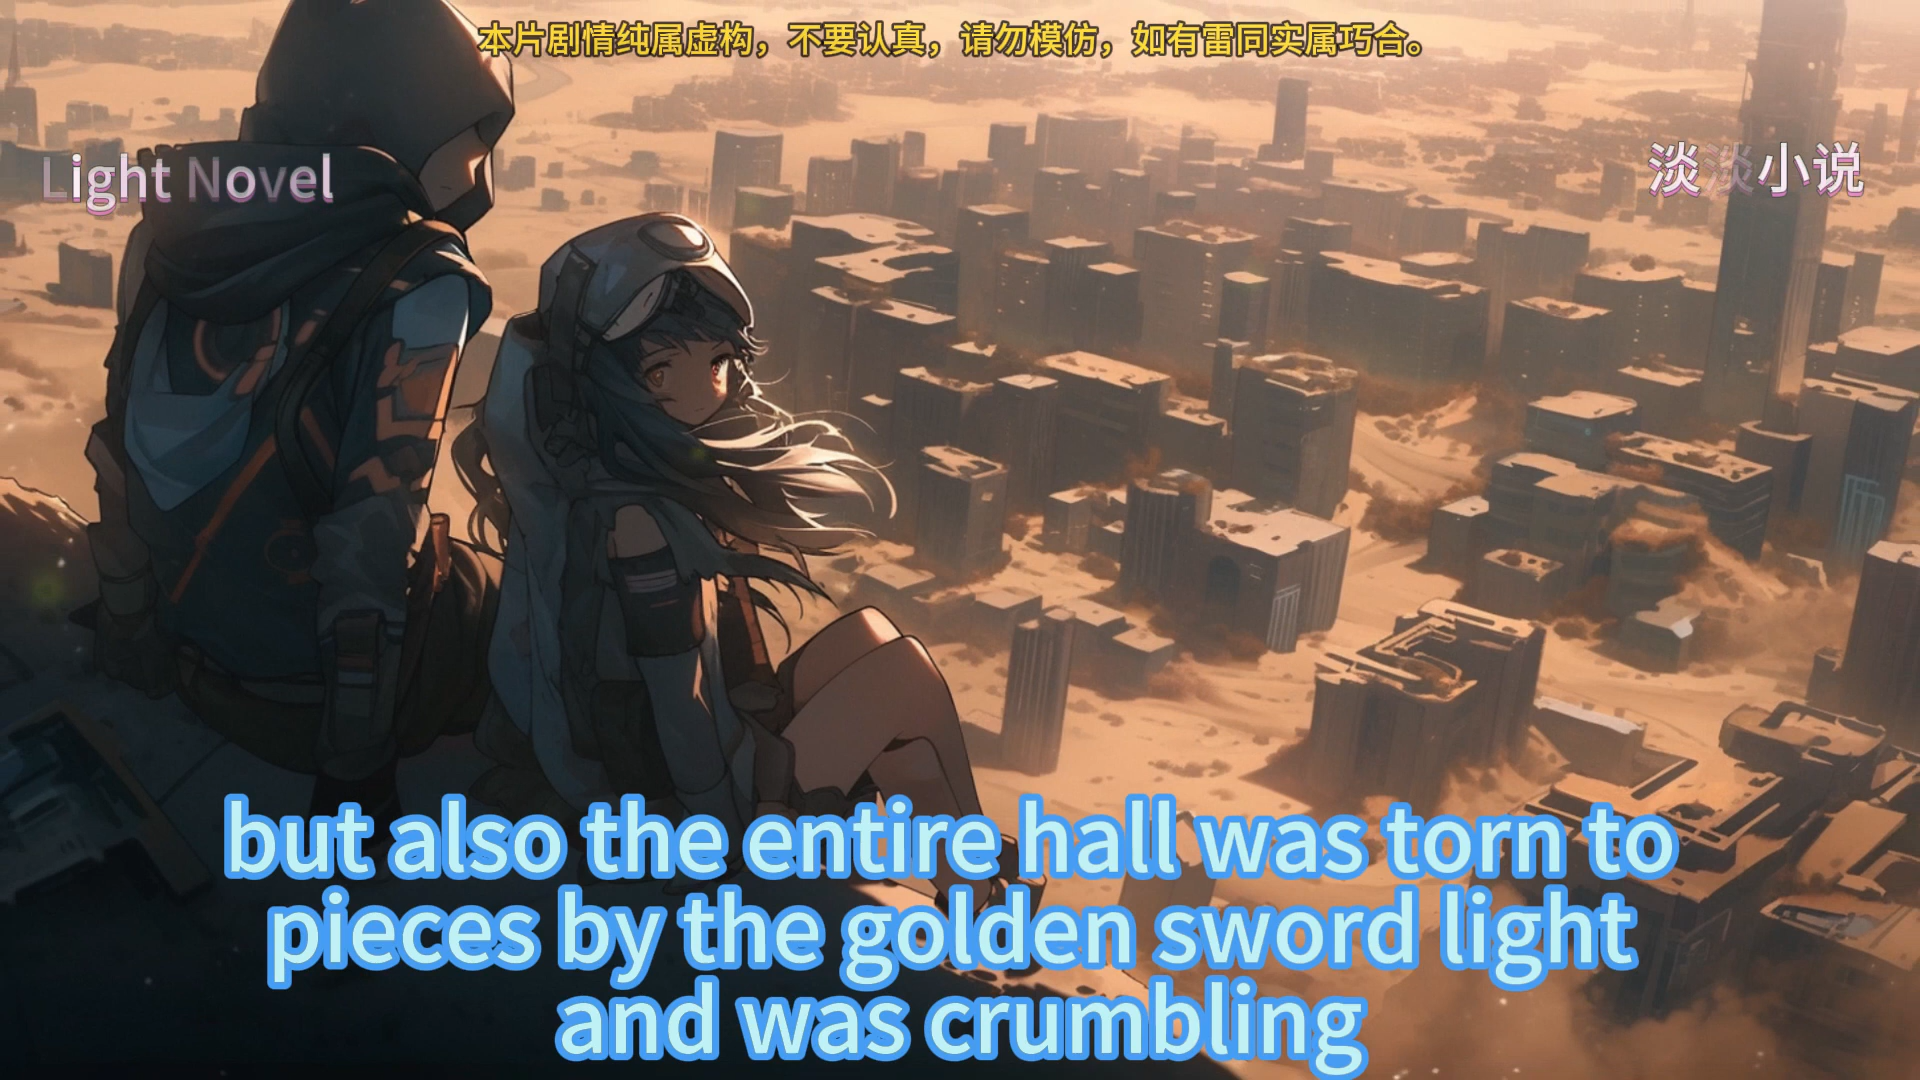 本片剧情纯属虚构，不要认真，请勿模仿，如有雷同实属巧合。
Light Novel
淡淡小说
but also the entire hall was torn to
pieces by the golden sword light
and was crumbling